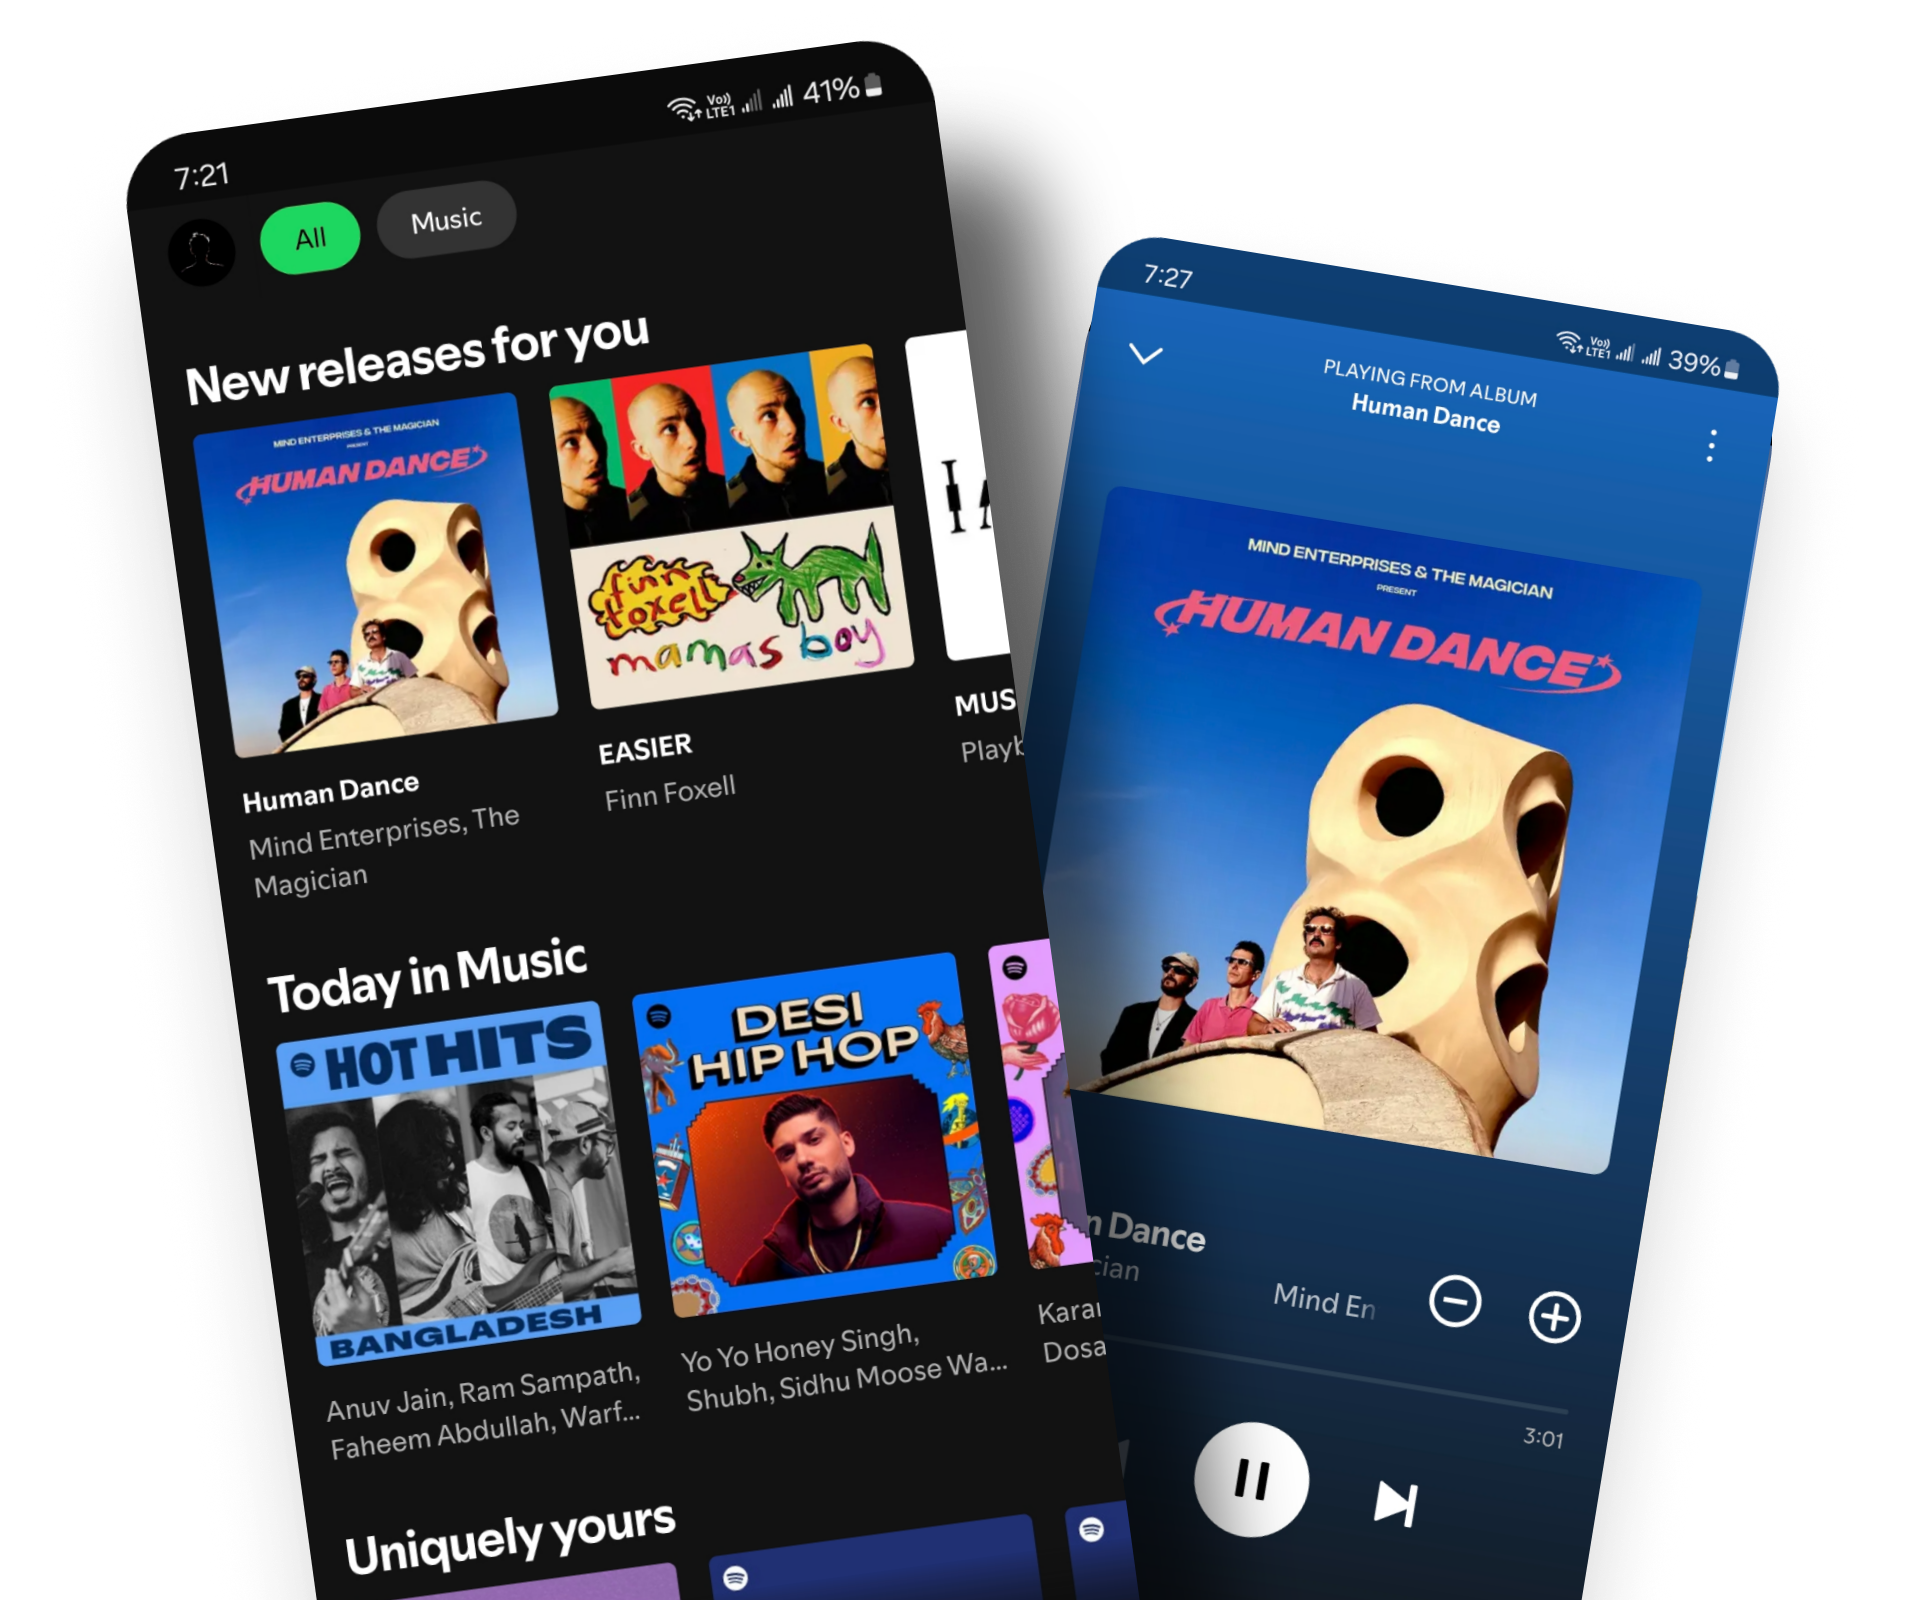 7:21
Vo))
LTE1
41%
All
Music
New releases for you
MIND ENTERPRISES & THE MAGICIAN
PRESENT
HUMAN DANCE
finn
foxell
mamas boy
Human Dance
Mind Enterprises, The
Magician
EASIER
Finn Foxell
MUS
Playb
Today in Music
HOT HITS
BANGLADESH
DESI
HIP HOP
Anuv Jain, Ram Sampath,
Faheem Abdullah, Warf...
Yo Yo Honey Singh,
Shubh, Sidhu Moose Wa...
Karan
Dosa
Uniquely yours
7:27
Vo))
LTE1
39%
PLAYING FROM ALBUM
Human Dance
MIND ENTERPRISES & THE MAGICIAN
PRESENT
HUMAN DANCE
n Dance
cian
Mind En
3:01